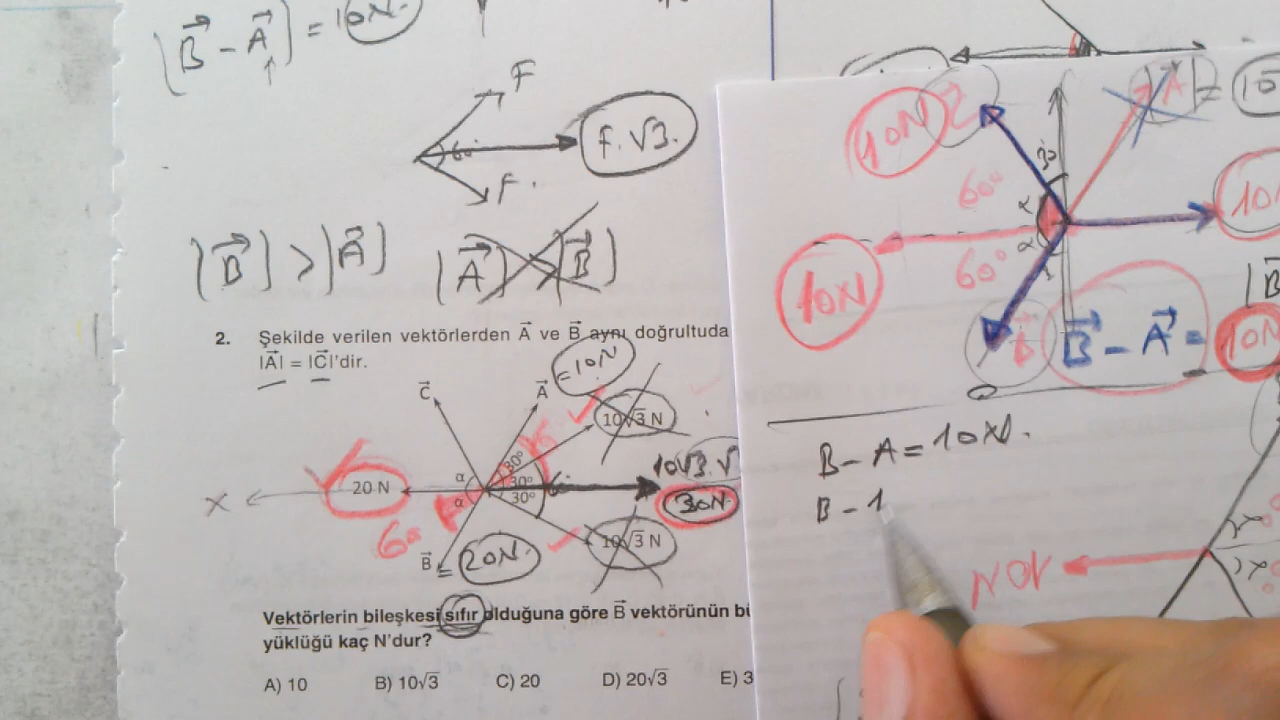 |B⃗ - A⃗| = 10N.
F
60
F.√3.
F.
|B⃗| > |A⃗|
|A⃗| |B⃗|
2. Şekilde verilen vektörlerden A⃗ ve B⃗ aynı doğrultuda
|A⃗| = |C⃗|'dir.
C⃗
A⃗ = 10N
10√3 N
α
30°
30°
30°
α
X
20 N
10√3.√
30N
60
B⃗ = 20N.
10√3 N
Vektörlerin bileşkesi sıfır olduğuna göre B⃗ vektörünün bü
yüklüğü kaç N'dur?
A) 10 B) 10√3 C) 20 D) 20√3 E) 3
10N
C⃗
A⃗| = 10
30
60°
α
10N
α
60°
10N
|B
B⃗
B⃗ - A⃗ = 10N
B - A = 10N.
B - 1
10N
α
α